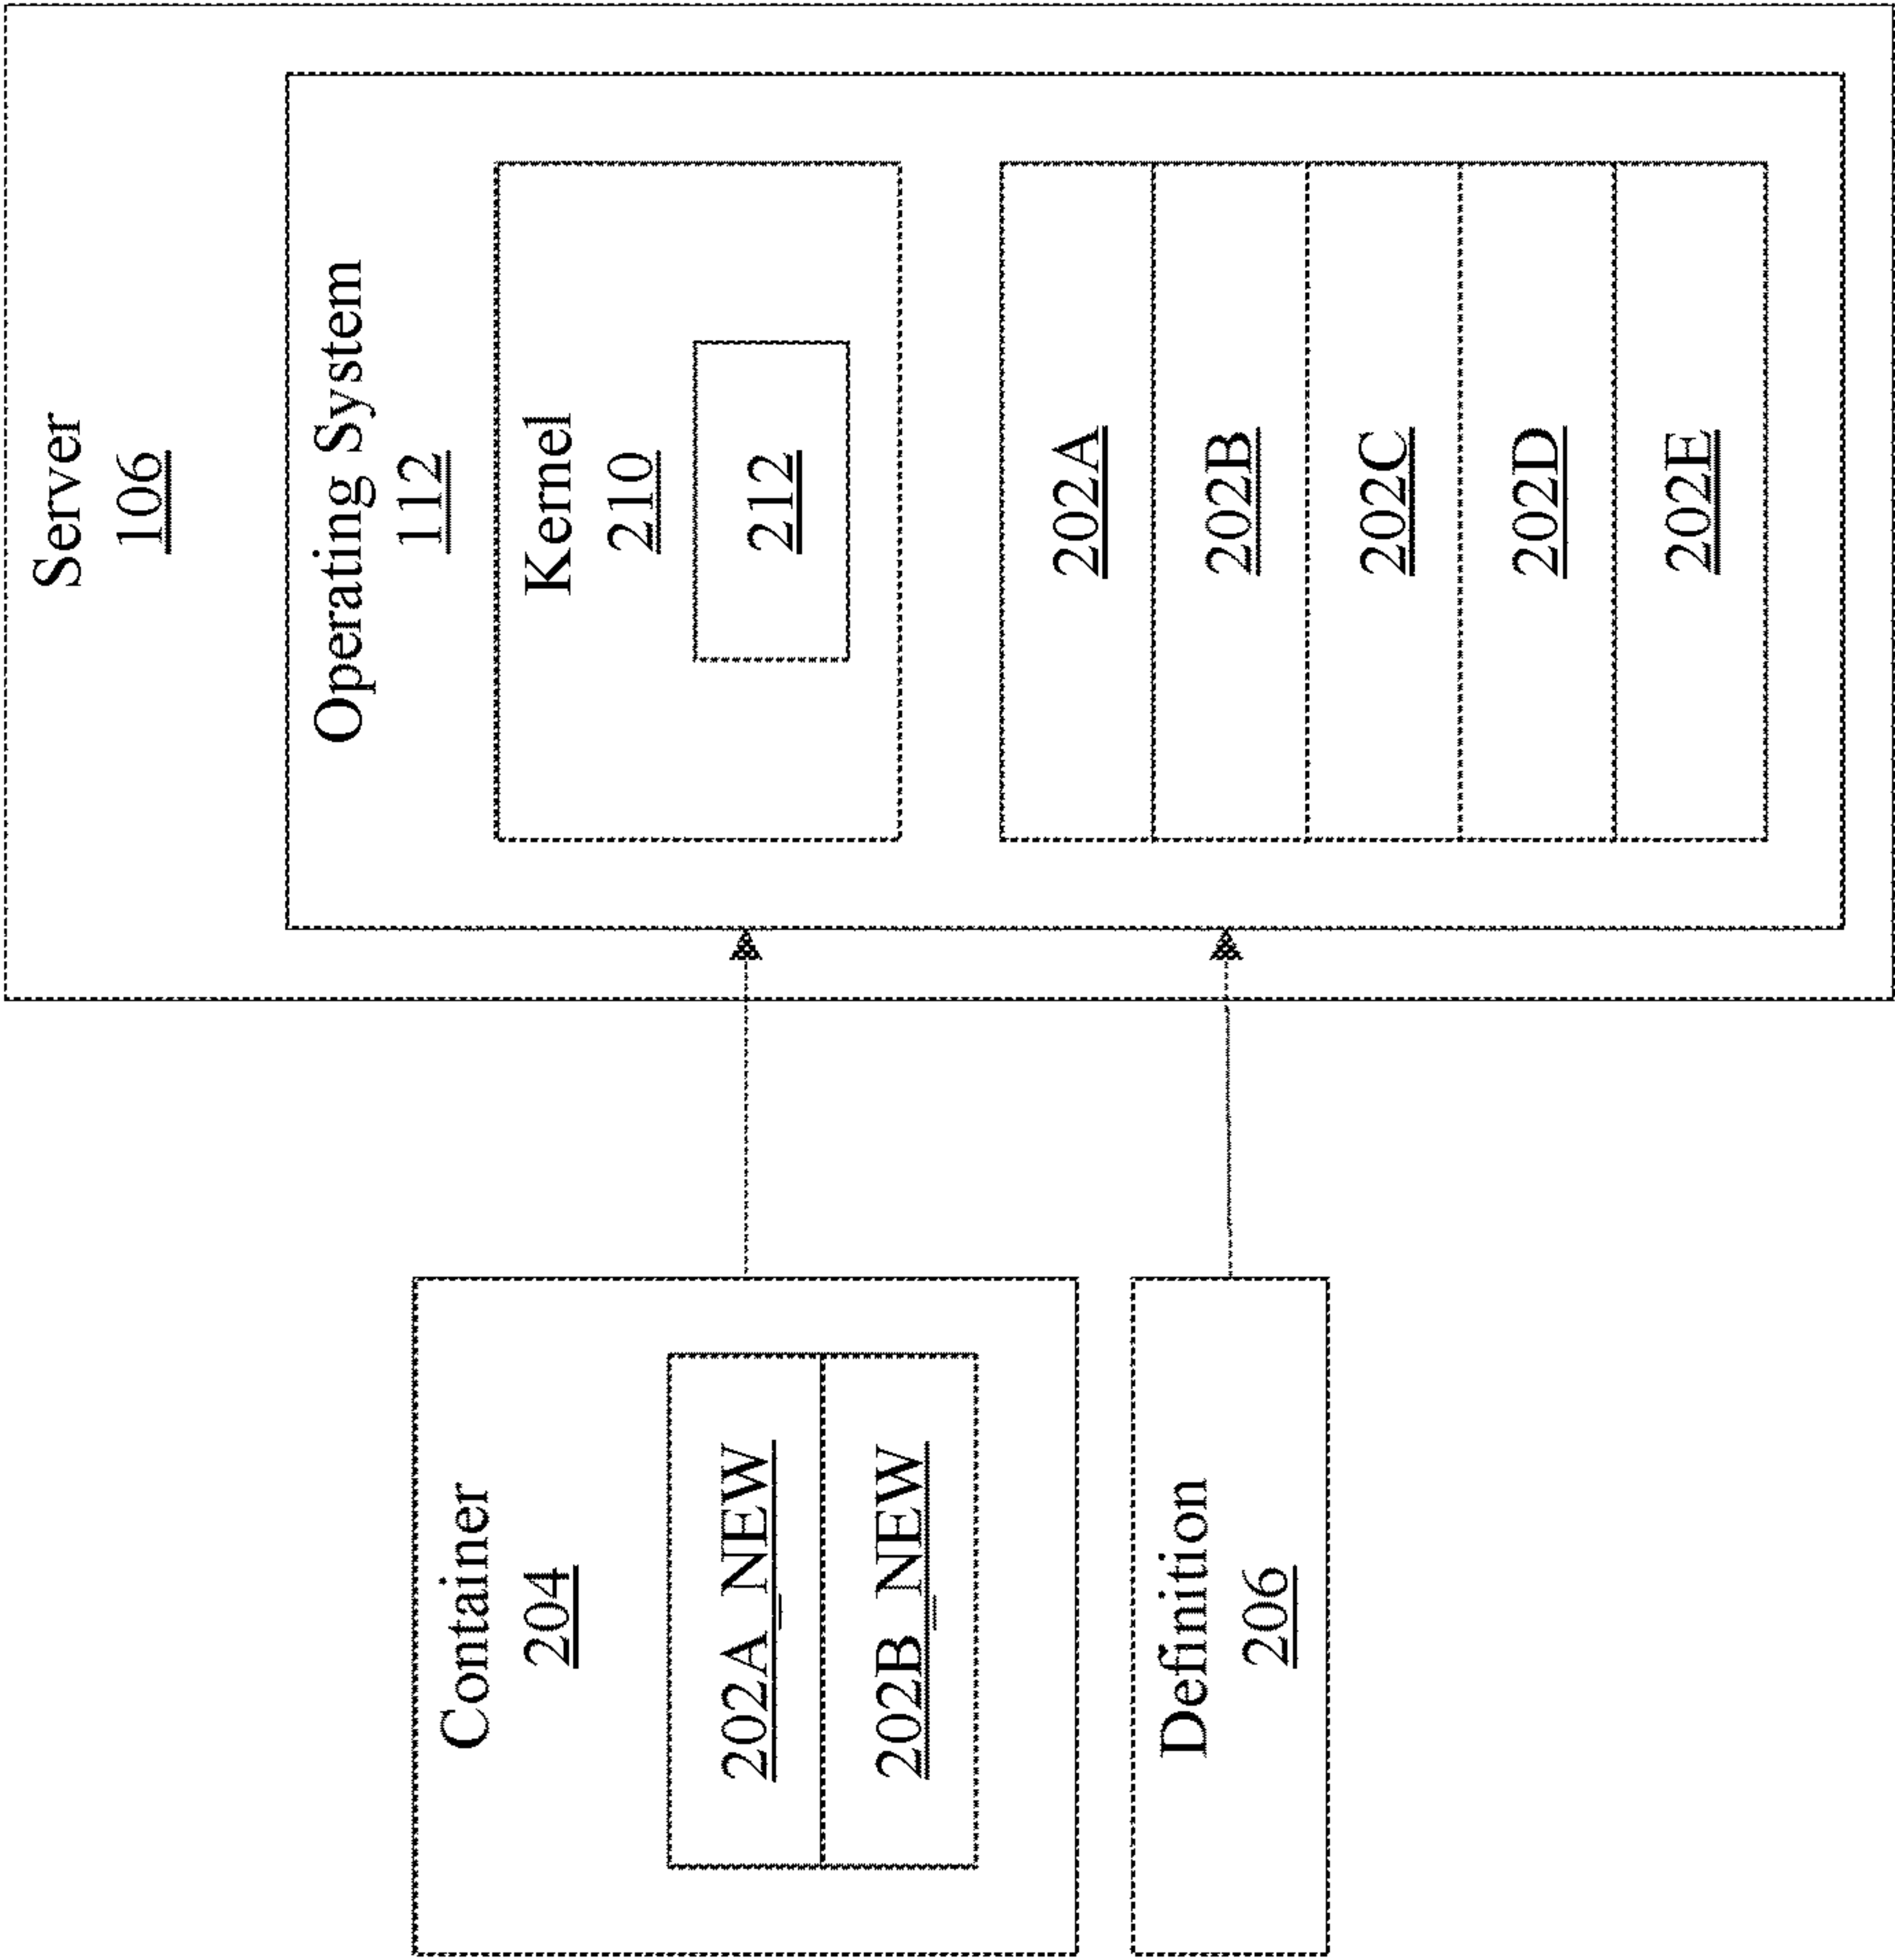 Container
204
202A_NEW
202B_NEW
Definition
206
Server
106
Operating System
112
Kernel
210
212
202A
202B
202C
202D
202E